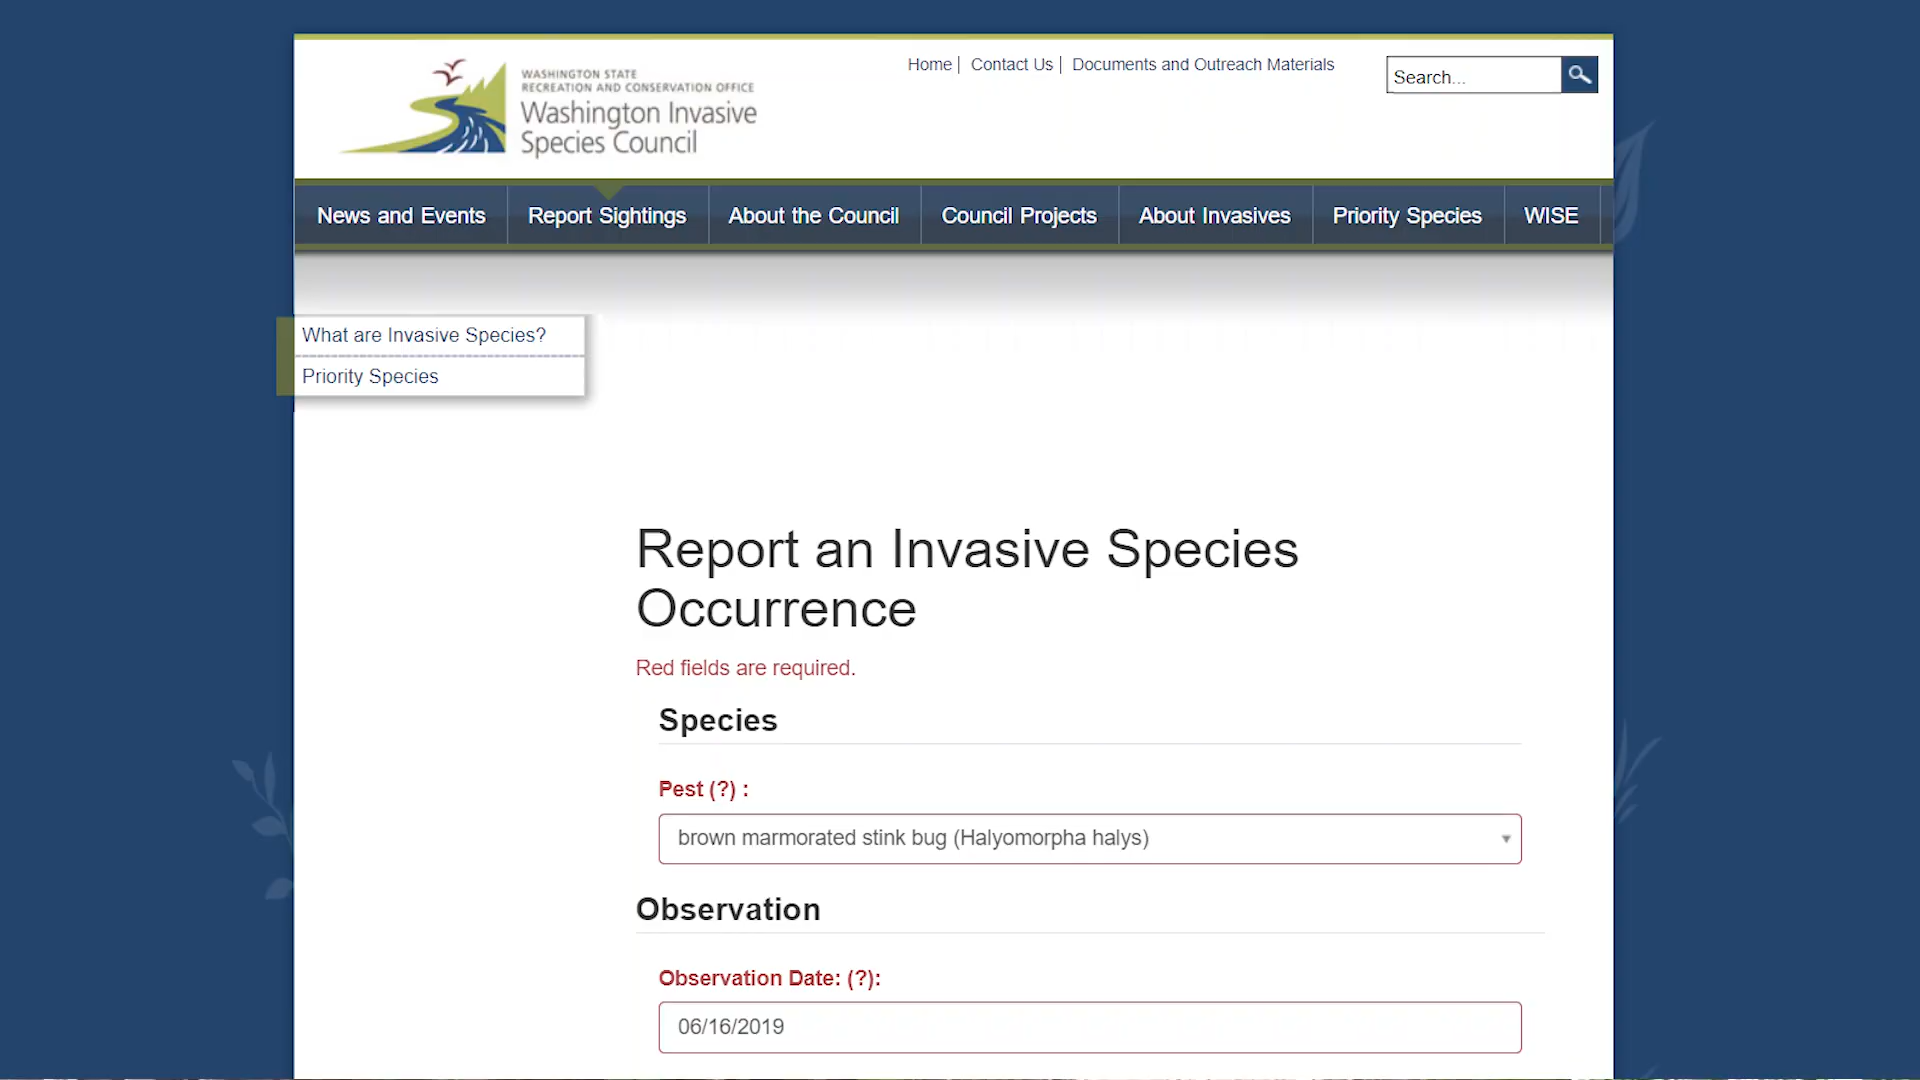 WASHINGTON STATE
RECREATION AND CONSERVATION OFFICE
Washington Invasive
Species Council
Home | Contact Us | Documents and Outreach Materials
Search...
News and Events Report Sightings About the Council Council Projects About Invasives Priority Species WISE
What are Invasive Species?
Priority Species
Report an Invasive Species
Occurrence
Red fields are required.
Species
Pest (?) :
brown marmorated stink bug (Halyomorpha halys)
Observation
Observation Date: (?):
06/16/2019